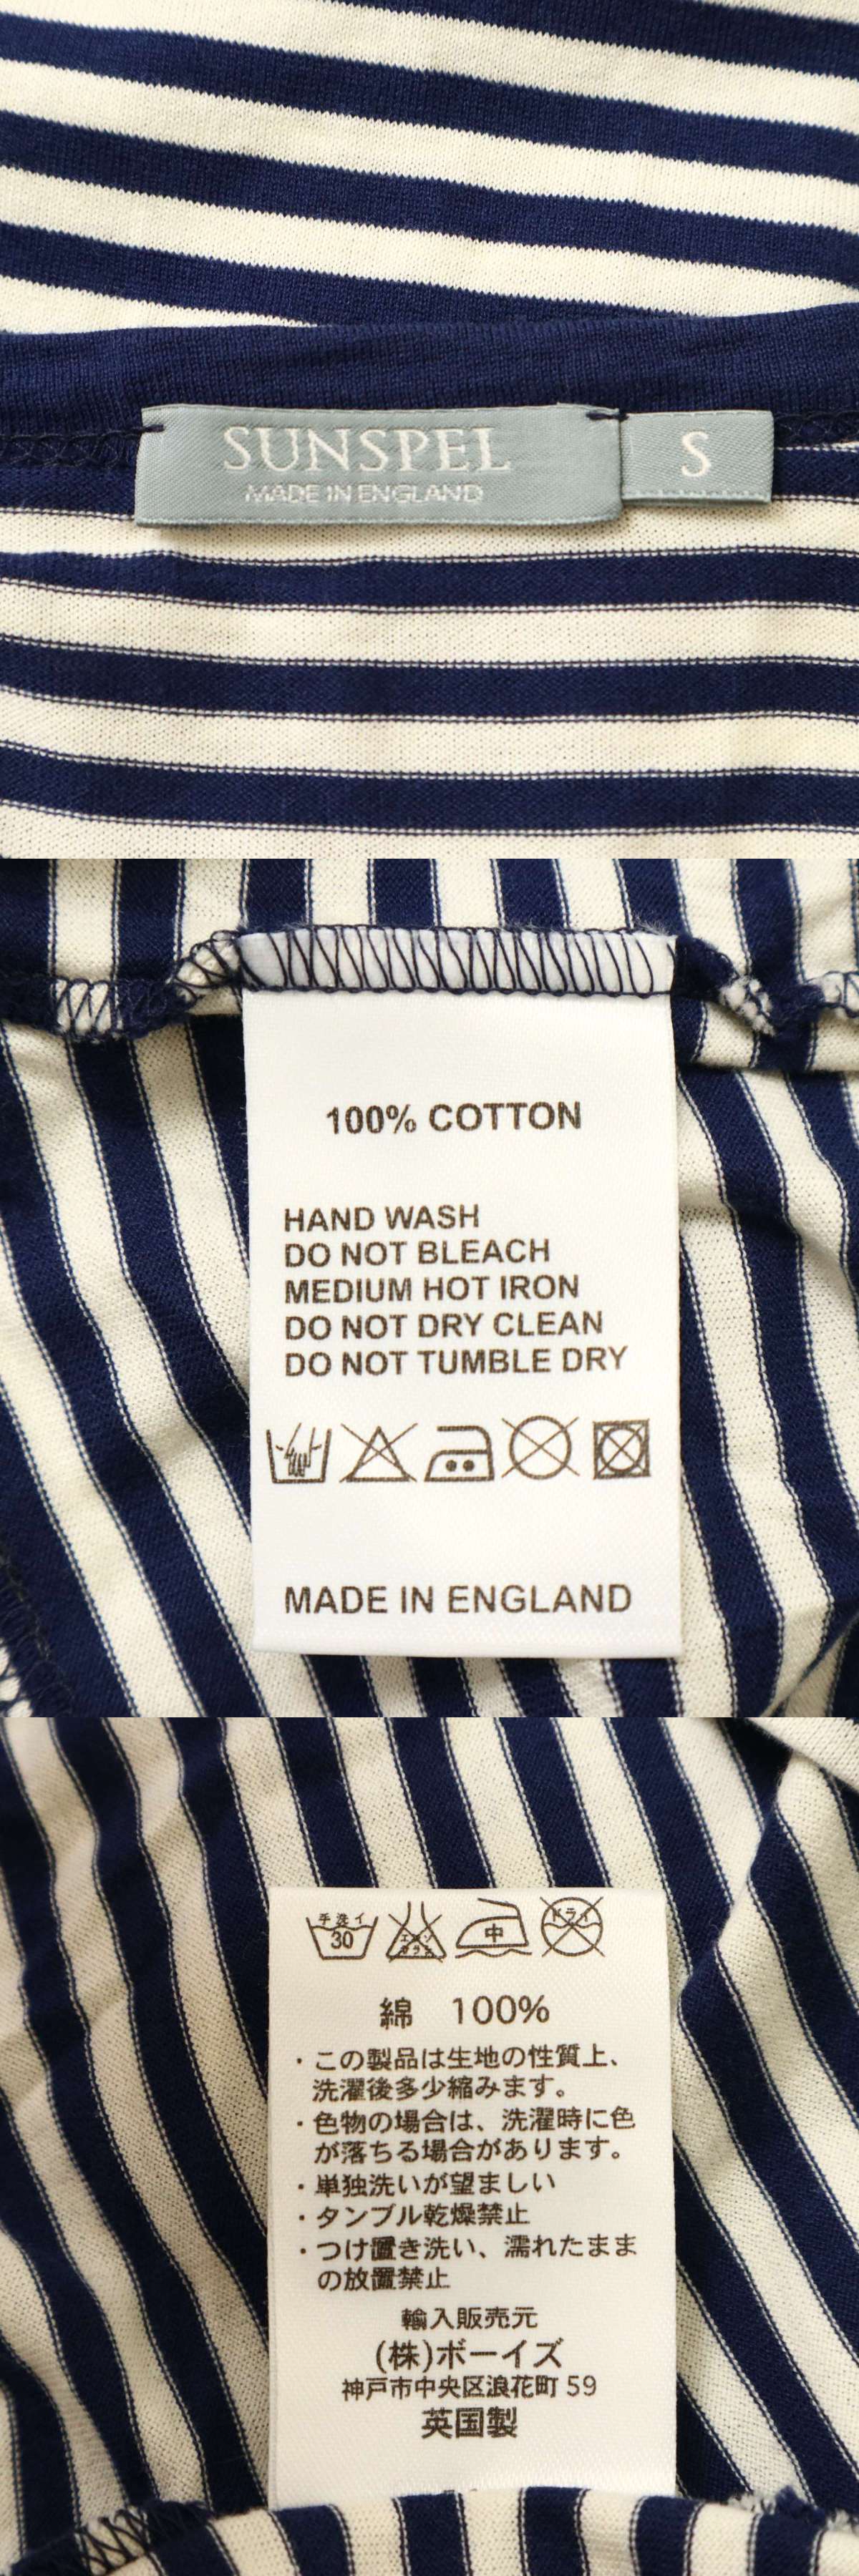 SUNSPEL
MADE IN ENGLAND
S
100% COTTON
HAND WASH
DO NOT BLEACH
MEDIUM HOT IRON
DO NOT DRY CLEAN
DO NOT TUMBLE DRY
MADE IN ENGLAND
手洗イ
30
エンソ
サラシ
中
ドライ
綿 100%
・この製品は生地の性質上、
洗濯後多少縮みます。
・色物の場合は、洗濯時に色
が落ちる場合があります。
・単独洗いが望ましい
・タンブル乾燥禁止
・つけ置き洗い、濡れたまま
の放置禁止
輸入販売元
(株)ボーイズ
神戸市中央区浪花町 59
英国製